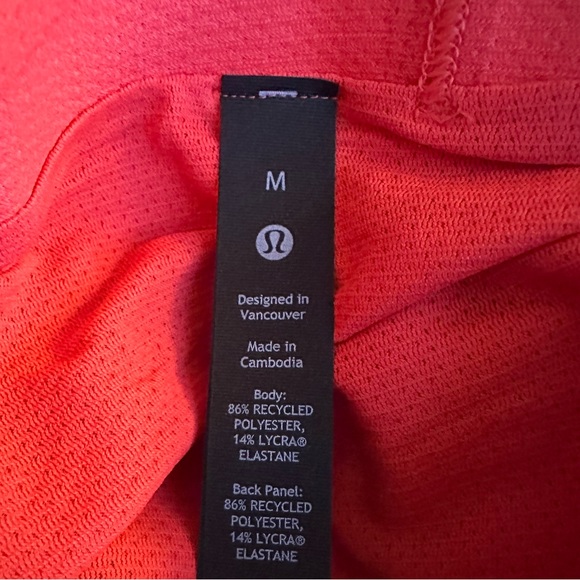 M
Designed in
Vancouver
Made in
Cambodia
Body:
86% RECYCLED
POLYESTER,
14% LYCRA®
ELASTANE
Back Panel:
86% RECYCLED
POLYESTER,
14% LYCRA®
ELASTANE